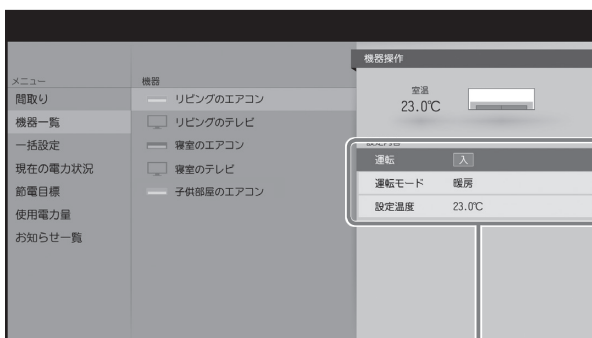 メニュー
間取り
機器一覧
一括設定
現在の電力状況
節電目標
使用電力量
お知らせ一覧
機器
リビングのエアコン
リビングのテレビ
寝室のエアコン
寝室のテレビ
子供部屋のエアコン
機器操作
室温
23.0℃
設定内容
運転 入
運転モード 暖房
設定温度 23.0℃